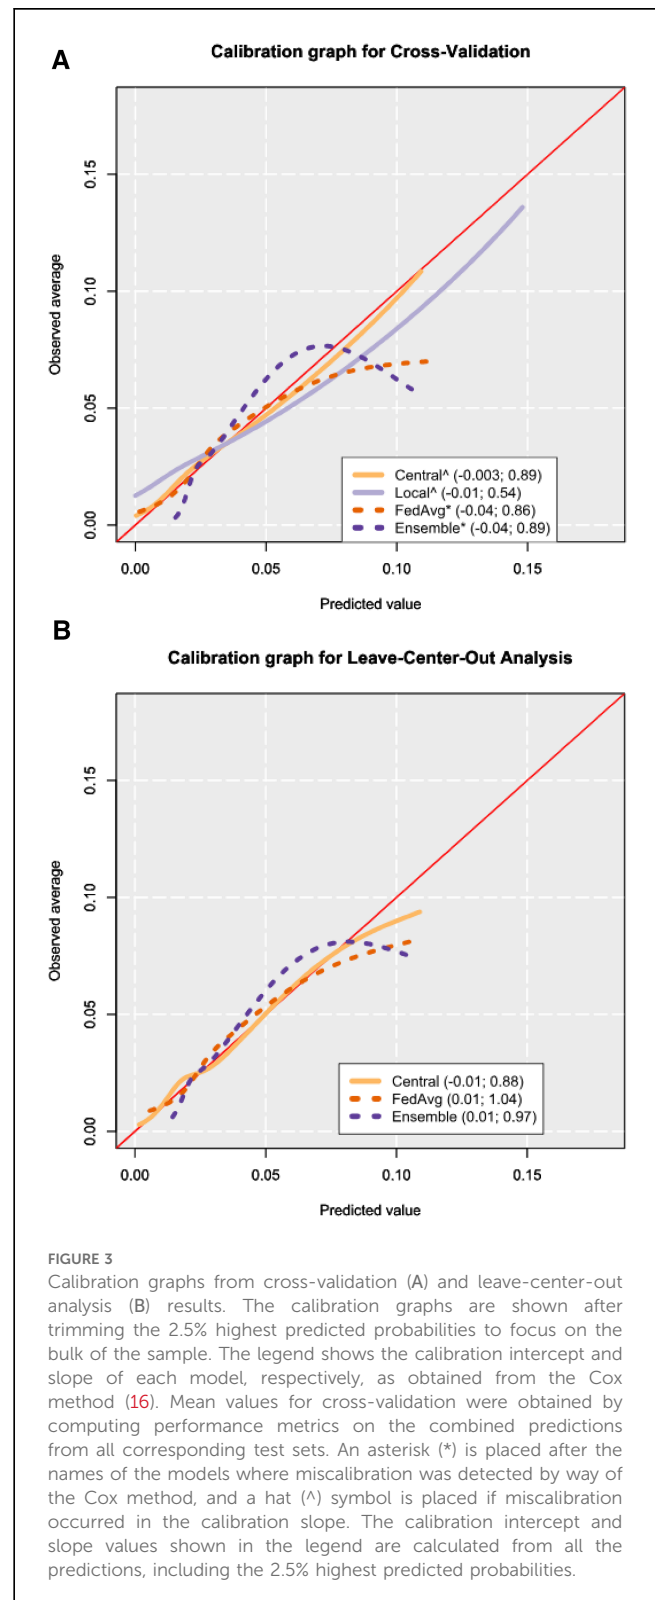 A
Calibration graph for Cross-Validation
Observed average
0.15
0.10
0.05
0.00
Central^ (-0.003; 0.89)
Local^ (-0.01; 0.54)
FedAvg* (-0.04; 0.86)
Ensemble* (-0.04; 0.89)
0.00 0.05 0.10 0.15
Predicted value
B
Calibration graph for Leave-Center-Out Analysis
Observed average
0.15
0.10
0.05
0.00
Central (-0.01; 0.88)
FedAvg (0.01; 1.04)
Ensemble (0.01; 0.97)
0.00 0.05 0.10 0.15
Predicted value
FIGURE 3
Calibration graphs from cross-validation (A) and leave-center-out
analysis (B) results. The calibration graphs are shown after
trimming the 2.5% highest predicted probabilities to focus on the
bulk of the sample. The legend shows the calibration intercept and
slope of each model, respectively, as obtained from the Cox
method (16). Mean values for cross-validation were obtained by
computing performance metrics on the combined predictions
from all corresponding test sets. An asterisk (*) is placed after the
names of the models where miscalibration was detected by way of
the Cox method, and a hat (^) symbol is placed if miscalibration
occurred in the calibration slope. The calibration intercept and
slope values shown in the legend are calculated from all the
predictions, including the 2.5% highest predicted probabilities.